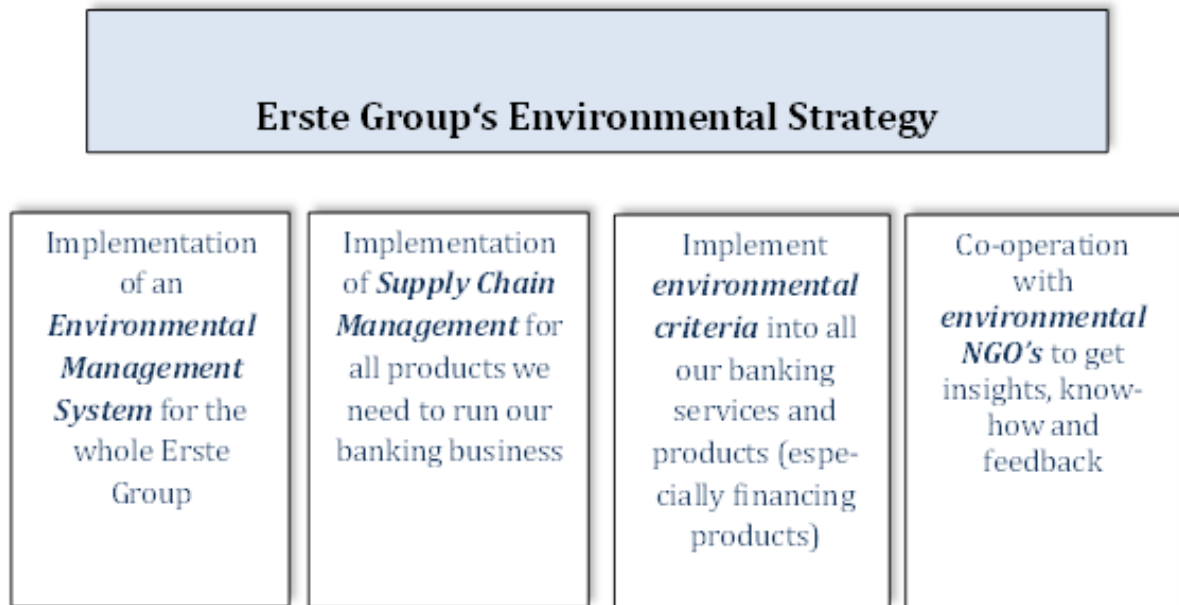 Erste Group‘s Environmental Strategy
Implementation
of an
Environmental
Management
System for the
whole Erste
Group
Implementation
of Supply Chain
Management for
all products we
need to run our
banking business
Implement
environmental
criteria into all
our banking
services and
products (espe-
cially financing
products)
Co-operation
with
environmental
NGO’s to get
insights, know-
how and
feedback